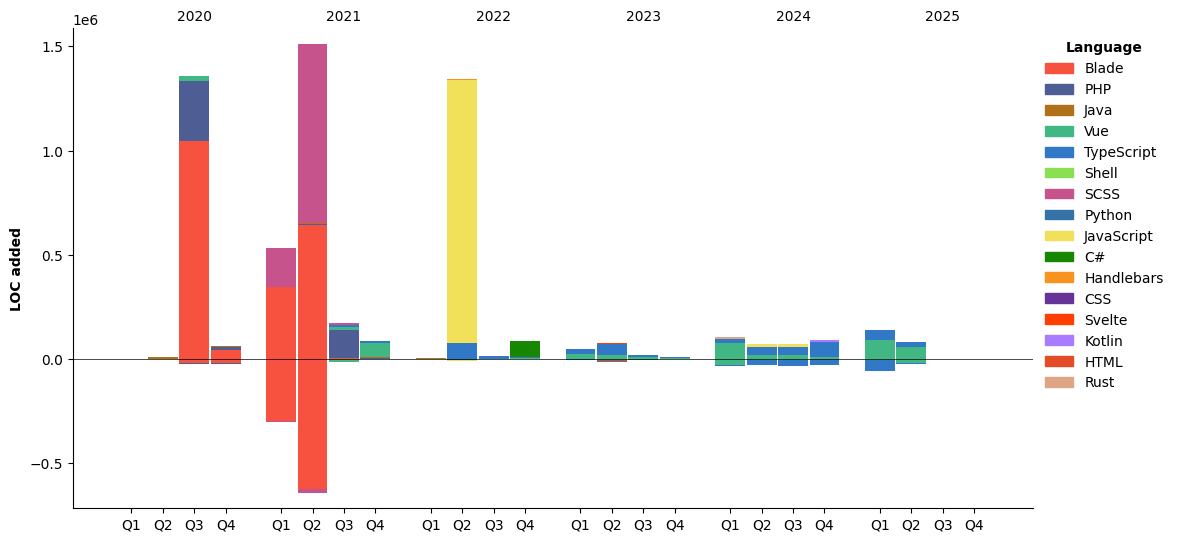 1e6
2020 2021 2022 2023 2024 2025
LOC added
1.5
1.0
0.5
0.0
−0.5
Q1 Q2 Q3 Q4 Q1 Q2 Q3 Q4 Q1 Q2 Q3 Q4 Q1 Q2 Q3 Q4 Q1 Q2 Q3 Q4 Q1 Q2 Q3 Q4
Language
Blade
PHP
Java
Vue
TypeScript
Shell
SCSS
Python
JavaScript
C#
Handlebars
CSS
Svelte
Kotlin
HTML
Rust